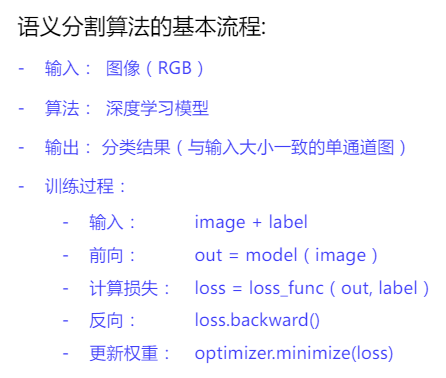 语义分割算法的基本流程:
- 输入： 图像（RGB）
- 算法： 深度学习模型
- 输出： 分类结果（与输入大小一致的单通道图）
- 训练过程：
- 输入： image + label
- 前向： out = model（image）
- 计算损失： loss = loss_func（out, label）
- 反向： loss.backward()
- 更新权重： optimizer.minimize(loss)